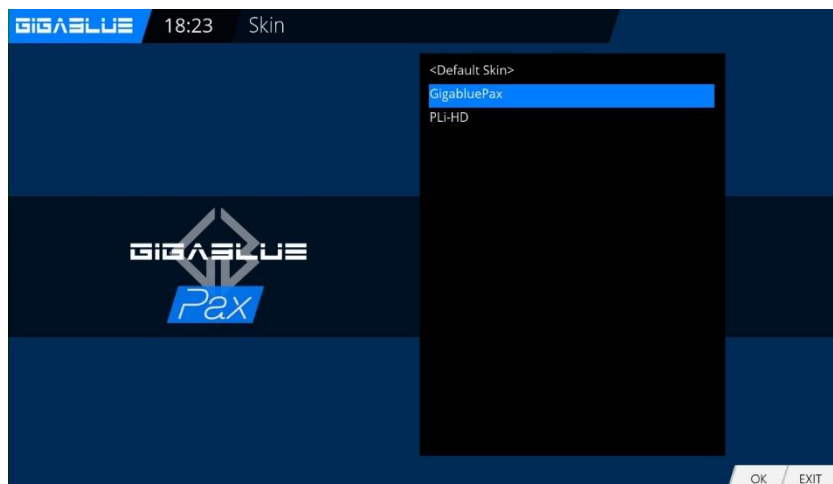 GIGABLUE 18:23 Skin
<Default Skin>
GigabluePax
PLi-HD
GIGABLUE
Pax
OK EXIT